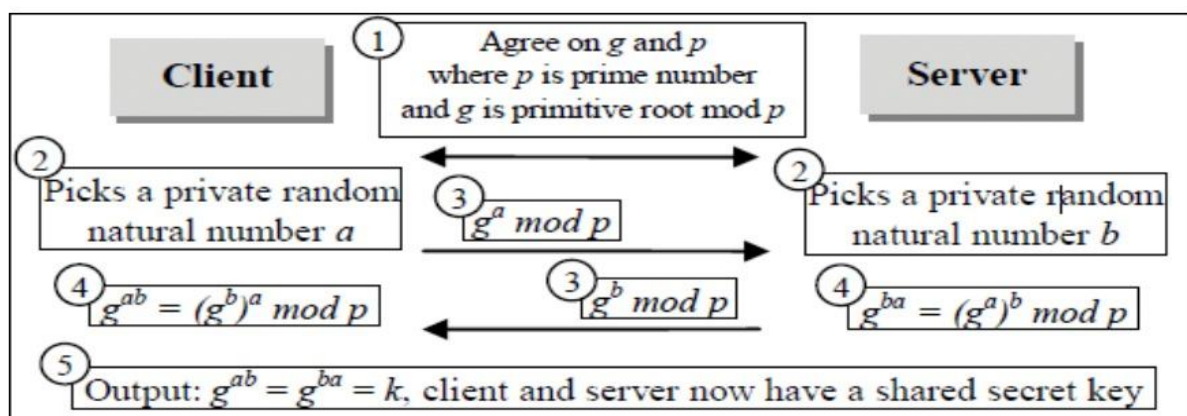 1
Agree on g and p
where p is prime number
and g is primitive root mod p
Client
Server
2
Picks a private random
natural number a
3
g^a mod p
2
Picks a private random
natural number b
4
g^{ab} = (g^b)^a mod p
3
g^b mod p
4
g^{ba} = (g^a)^b mod p
5
Output: g^{ab} = g^{ba} = k, client and server now have a shared secret key